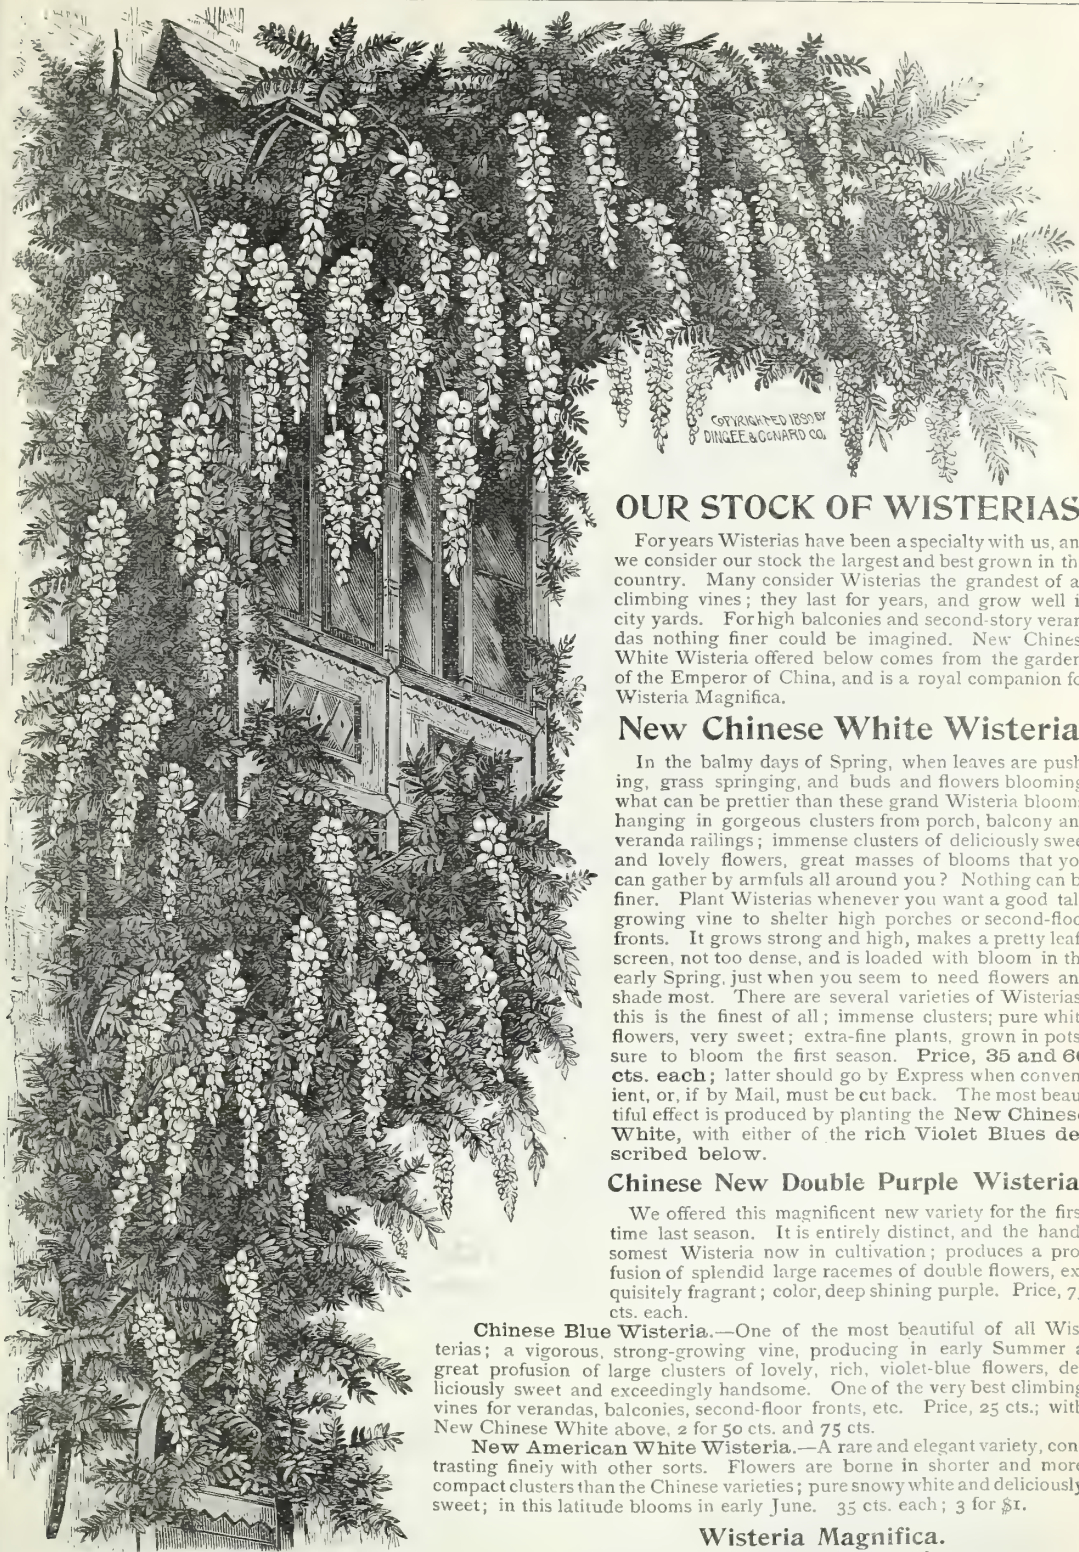 COPYRIGHTED 1899 BY
DINGEE & CONARD CO.
OUR STOCK OF WISTERIAS
For years Wisterias have been a specialty with us, an
we consider our stock the largest and best grown in th
country. Many consider Wisterias the grandest of a
climbing vines; they last for years, and grow well i
city yards. For high balconies and second-story veran
das nothing finer could be imagined. New Chines
White Wisteria offered below comes from the garden
of the Emperor of China, and is a royal companion fo
Wisteria Magnifica.
New Chinese White Wisteria
In the balmy days of Spring, when leaves are push
ing, grass springing, and buds and flowers blooming
what can be prettier than these grand Wisteria blooms
hanging in gorgeous clusters from porch, balcony an
veranda railings; immense clusters of deliciously swee
and lovely flowers, great masses of blooms that yo
can gather by armfuls all around you? Nothing can b
finer. Plant Wisterias whenever you want a good tal
growing vine to shelter high porches or second-floo
fronts. It grows strong and high, makes a pretty leaf
screen, not too dense, and is loaded with bloom in th
early Spring, just when you seem to need flowers an
shade most. There are several varieties of Wisterias
this is the finest of all; immense clusters; pure whit
flowers, very sweet; extra-fine plants, grown in pots
sure to bloom the first season. Price, 35 and 60
cts. each; latter should go by Express when conven
ient, or, if by Mail, must be cut back. The most beau
tiful effect is produced by planting the New Chinese
White, with either of the rich Violet Blues de
scribed below.
Chinese New Double Purple Wisteria
We offered this magnificent new variety for the firs
time last season. It is entirely distinct, and the hand
somest Wisteria now in cultivation; produces a pro
fusion of splendid large racemes of double flowers, ex
quisitely fragrant; color, deep shining purple. Price, 7
cts. each.
Chinese Blue Wisteria.—One of the most beautiful of all Wis
terias; a vigorous, strong-growing vine, producing in early Summer a
great profusion of large clusters of lovely, rich, violet-blue flowers, de
liciously sweet and exceedingly handsome. One of the very best climbing
vines for verandas, balconies, second-floor fronts, etc. Price, 25 cts.; with
New Chinese White above, 2 for 50 cts. and 75 cts.
New American White Wisteria.—A rare and elegant variety, con
trasting finely with other sorts. Flowers are borne in shorter and more
compact clusters than the Chinese varieties; pure snowy white and deliciously
sweet; in this latitude blooms in early June. 35 cts. each; 3 for $1.
Wisteria Magnifica.